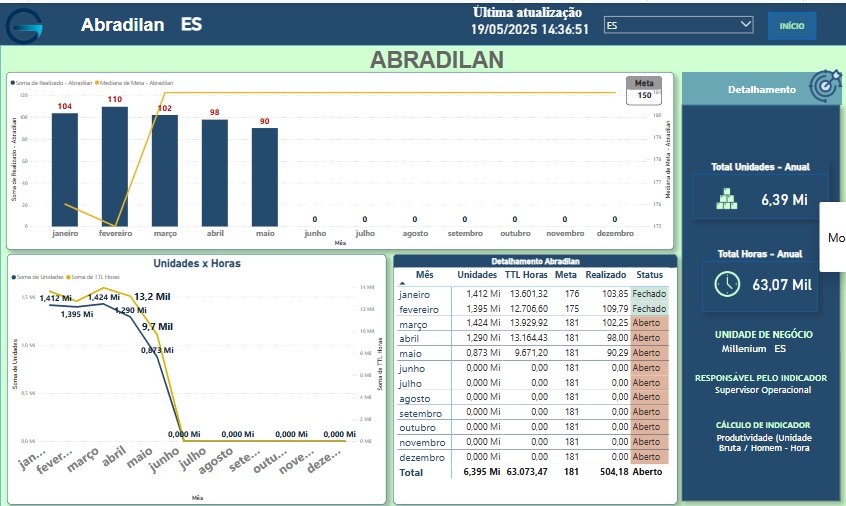 Abradilan ES
Última atualização
19/05/2025 14:36:51
ES
INÍCIO
ABRADILAN
Soma de Realizado - Abradilan Mediana de Meta - Abradilan
Meta
150
Soma de Realizado - Abradilan
120
100
80
60
40
20
0
104 110 102 98 90 0 0 0 0 0 0 0
180
179
178
177
176
175
Mediana de Meta - Abradilan
janeiro fevereiro março abril maio junho julho agosto setembro outubro novembro dezembro
Mês
Unidades x Horas
Soma de Unidades Soma de TTL Horas
Soma de Unidades
1,5 Mi
1,0 Mi
0,5 Mi
0,0 Mi
1,412 Mi
1,395 Mi
1,424 Mi
1,290 Mi
13,2 Mil
9,7 Mil
0,873 Mi
0,000 Mi 0,000 Mi 0,000 Mi 0,000 Mi
14 Mil
12 Mil
10 Mil
8 Mil
6 Mil
4 Mil
2 Mil
0 Mil
Soma de TTL Horas
jan... fever... março abril maio junho julho agosto sete... outu... nove... deze...
Mês
Detalhamento Abradilan
Mês Unidades TTL Horas Meta Realizado Status
janeiro 1,412 Mi 13.601,32 176 103,85 Fechado
fevereiro 1,395 Mi 12.706,60 175 109,79 Fechado
março 1,424 Mi 13.929,92 181 102,25 Aberto
abril 1,290 Mi 13.164,43 181 98,00 Aberto
maio 0,873 Mi 9.671,20 181 90,29 Aberto
junho 0,000 Mi 0,00 181 0,00 Aberto
julho 0,000 Mi 0,00 181 0,00 Aberto
agosto 0,000 Mi 0,00 181 0,00 Aberto
setembro 0,000 Mi 0,00 181 0,00 Aberto
outubro 0,000 Mi 0,00 181 0,00 Aberto
novembro 0,000 Mi 0,00 181 0,00 Aberto
dezembro 0,000 Mi 0,00 181 0,00 Aberto
Total 6,395 Mi 63.073,47 181 504,18 Aberto
Detalhamento
Total Unidades - Anual
6,39 Mi
Total Horas - Anual
63,07 Mil
UNIDADE DE NEGÓCIO
Millenium ES
RESPONSÁVEL PELO INDICADOR
Supervisor Operacional
CÁLCULO DE INDICADOR
Produtividade (Unidade
Bruta / Homem - Hora
Mo